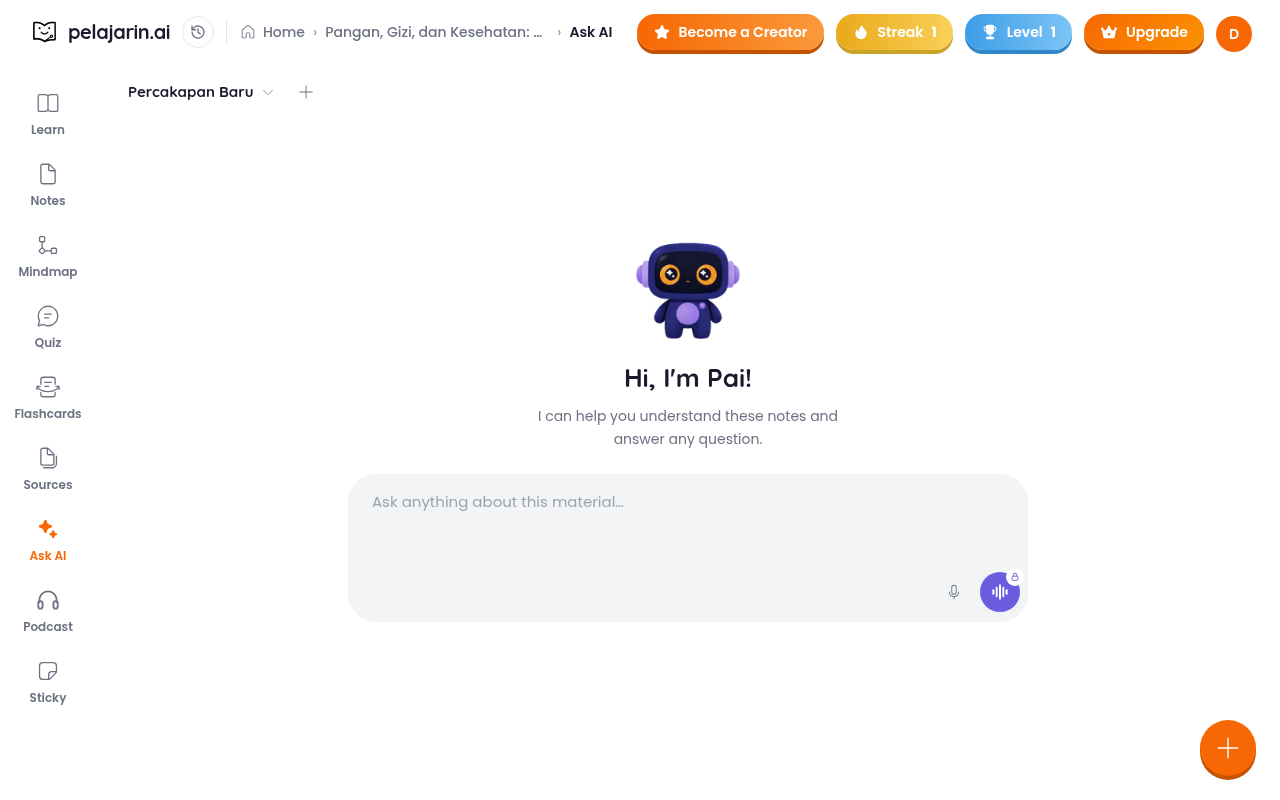 pelajarin.ai
Home › Pangan, Gizi, dan Kesehatan: ... › Ask AI
Become a Creator
Streak 1
Level 1
Upgrade
D
Percakapan Baru
Learn
Notes
Mindmap
Quiz
Flashcards
Sources
Ask AI
Podcast
Sticky
Hi, I'm Pai!
I can help you understand these notes and
answer any question.
Ask anything about this material...